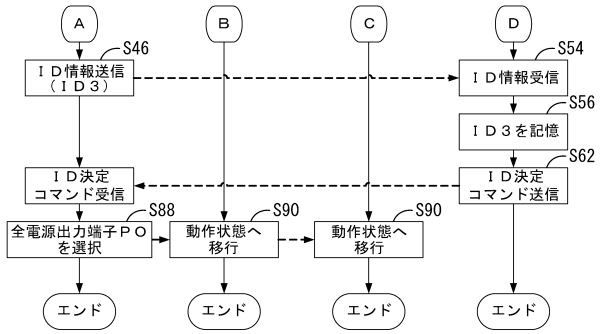 A
B
C
D
S46
ID情報送信
(ID3)
S54
ID情報受信
S56
ID3を記憶
S62
ID決定
コマンド受信
ID決定
コマンド送信
S88
全電源出力端子PO
を選択
S90
動作状態へ
移行
S90
動作状態へ
移行
エンド
エンド
エンド
エンド